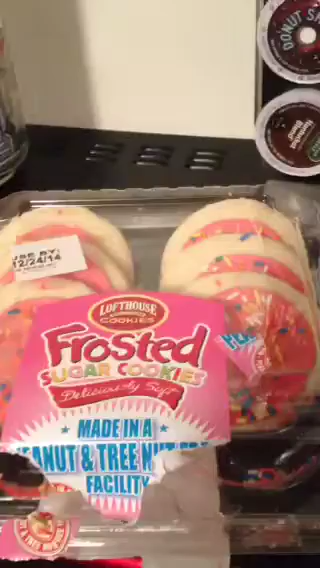 DONUT
USE BY:
12/24/14
LOFTHOUSE
COOKIES
Frosted
SUGAR COOKIES
Deliciously Soft
MADE IN A
PEANUT & TREE NUT
FACILITY